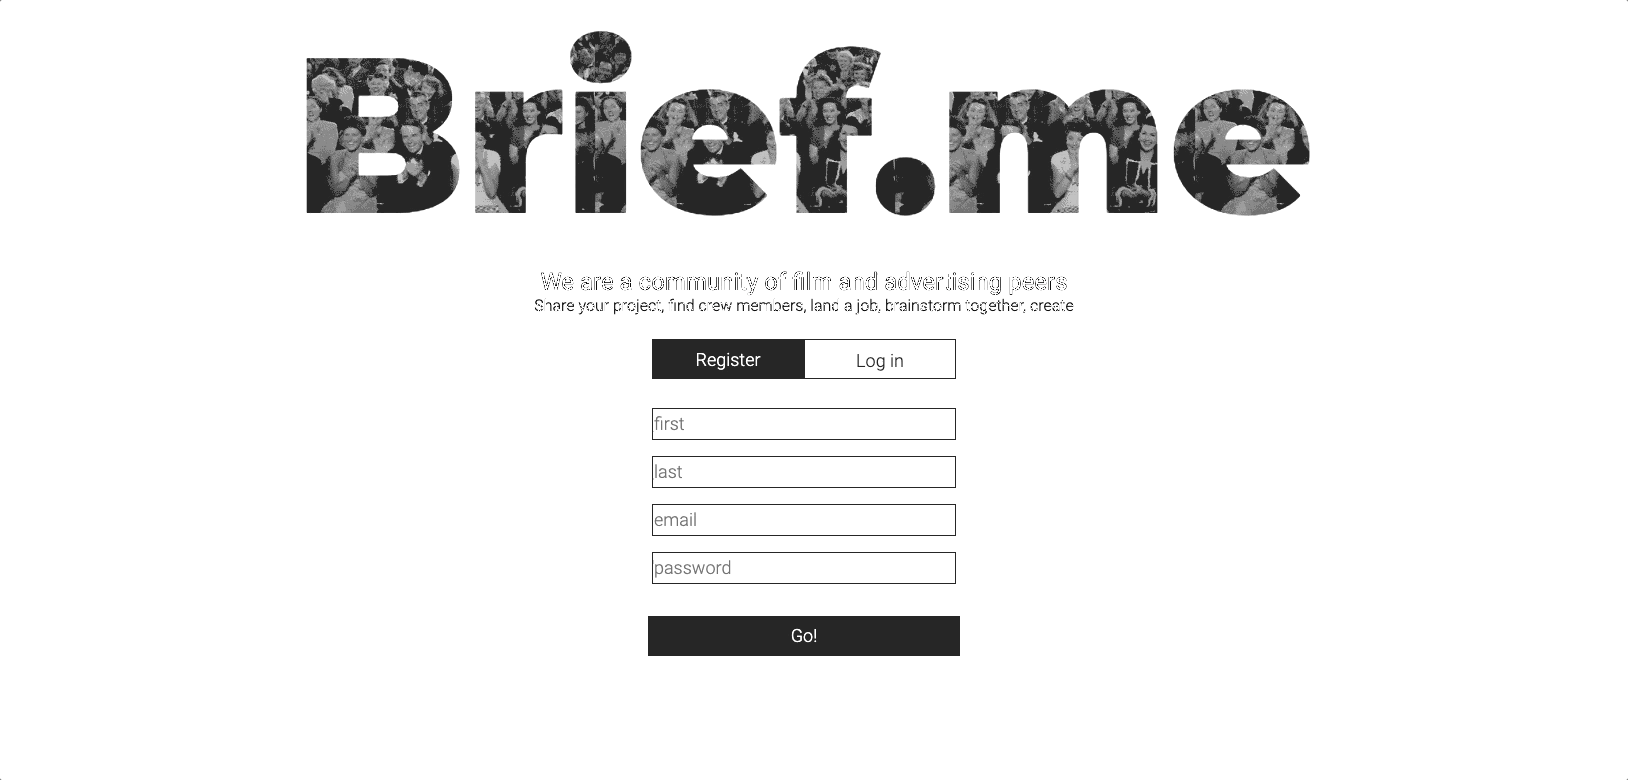 Brief.me
We are a community of film and advertising peers
Share your project, find crew members, land a job, brainstorm together, create
Register
Log in
first
last
email
password
Go!